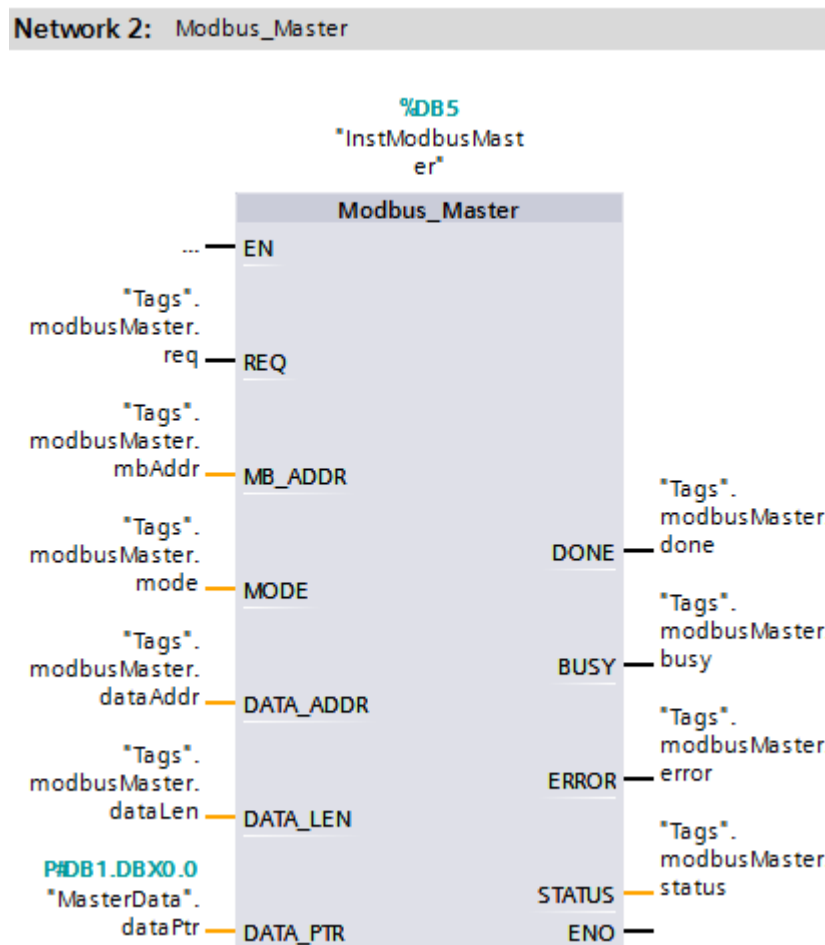 Network 2: Modbus_Master
%DB5
"InstModbusMast
er"
Modbus_Master
... EN
"Tags".
modbusMaster.
req REQ
"Tags".
modbusMaster.
mbAddr MB_ADDR
"Tags".
modbusMaster
DONE done
"Tags".
modbusMaster.
mode MODE
"Tags".
modbusMaster
BUSY busy
"Tags".
modbusMaster.
dataAddr DATA_ADDR
"Tags".
modbusMaster
ERROR error
"Tags".
modbusMaster.
dataLen DATA_LEN
"Tags".
modbusMaster
STATUS status
P#DB1.DBX0.0
"MasterData".
dataPtr DATA_PTR
ENO